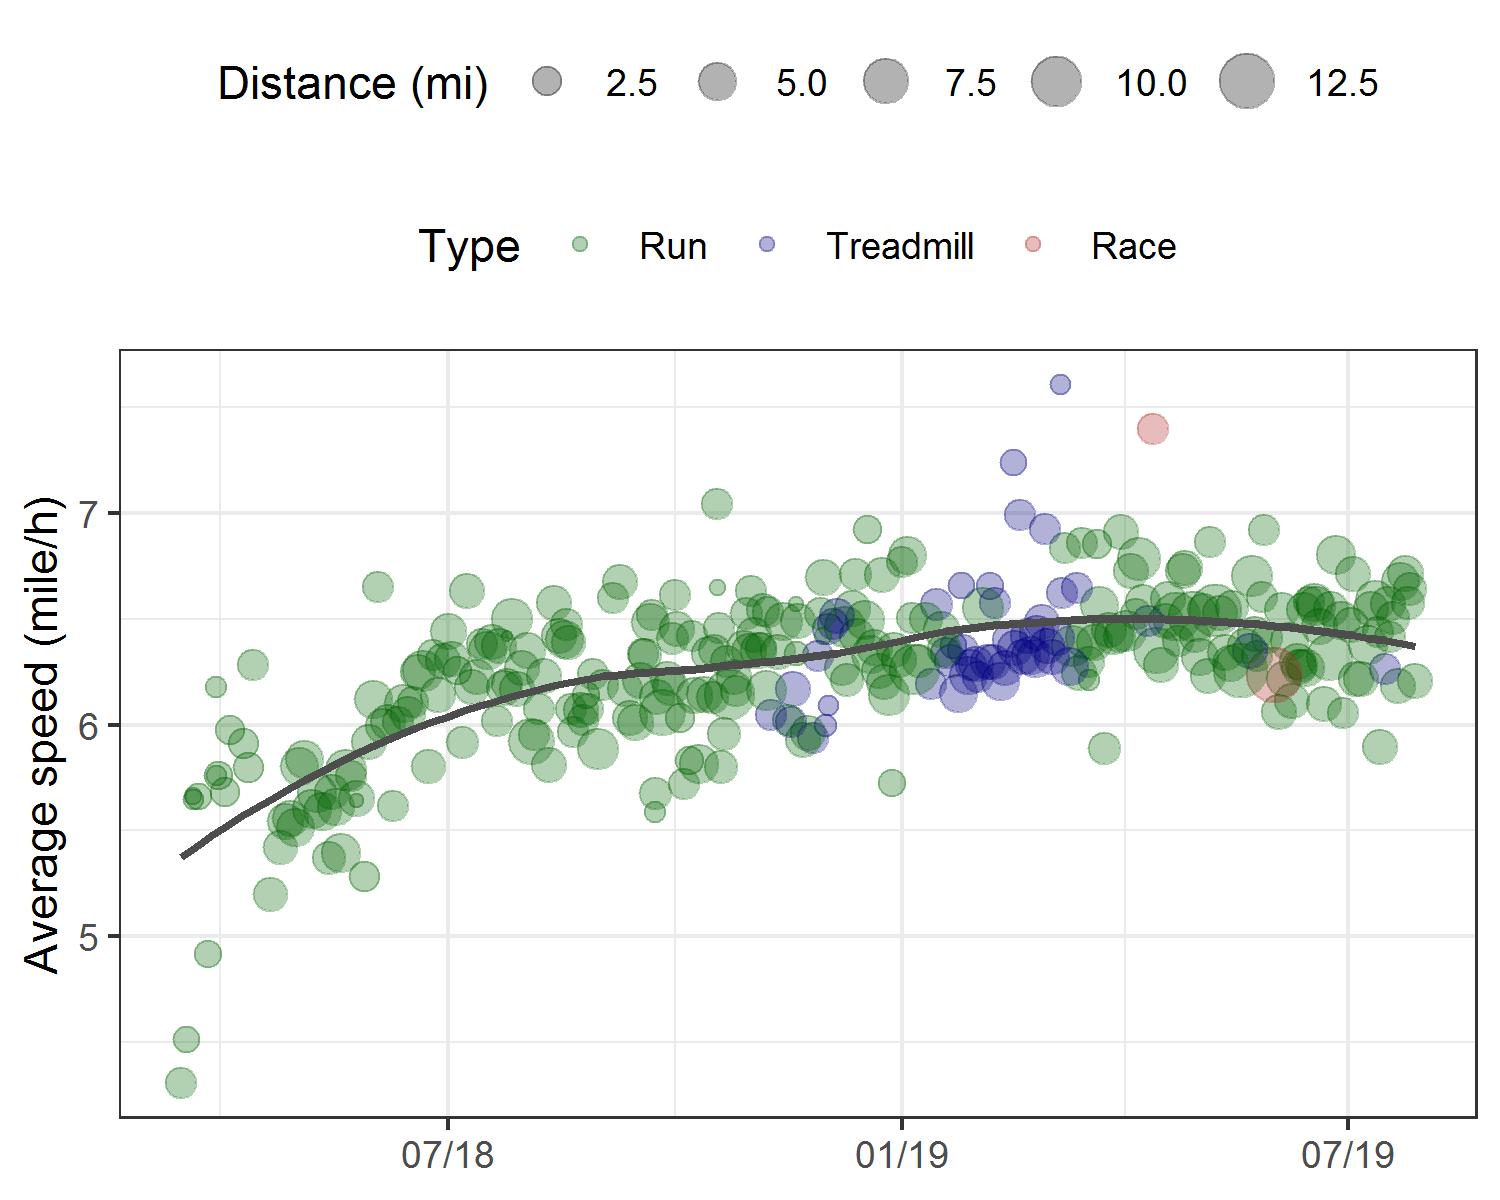 Distance (mi) 2.5 5.0 7.5 10.0 12.5
Type Run Treadmill Race
Average speed (mile/h)
7
6
5
07/18 01/19 07/19